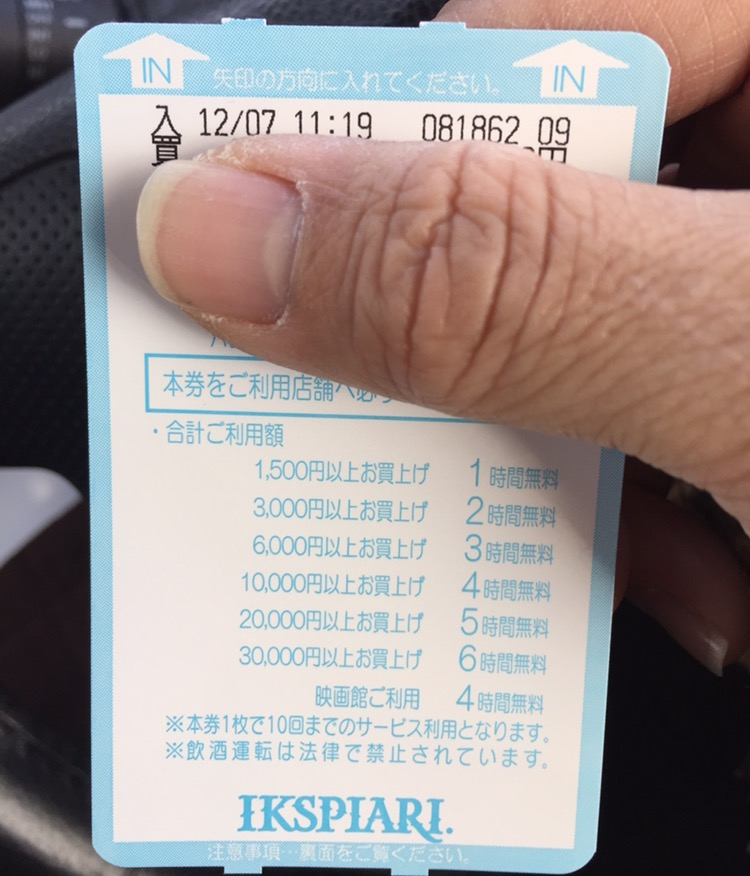 IN 矢印の方向に入れてください。 IN
入 12/07 11:19 081862 09
買 円
本券をご利用店舗へ必
・合計ご利用額
1,500円以上お買上げ 1時間無料
3,000円以上お買上げ 2時間無料
6,000円以上お買上げ 3時間無料
10,000円以上お買上げ 4時間無料
20,000円以上お買上げ 5時間無料
30,000円以上お買上げ 6時間無料
映画館ご利用 4時間無料
※本券1枚で10回までのサービス利用となります。
※飲酒運転は法律で禁止されています。
IKSPIARI.
注意事項…裏面をご覧ください。